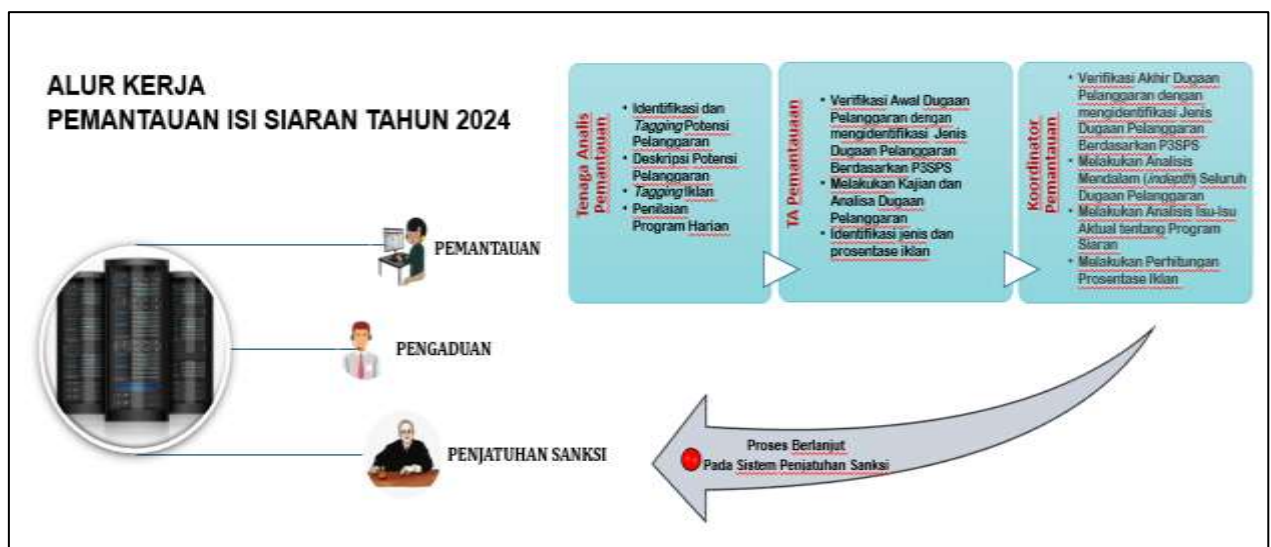 ALUR KERJA
PEMANTAUAN ISI SIARAN TAHUN 2024
PEMANTAUAN
PENGADUAN
PENJATUHAN SANKSI
Tenaga Analis
Pemantauan
• Identifikasi dan
Tagging Potensi
Pelanggaran
• Deskripsi Potensi
Pelanggaran
• Tagging Iklan
• Penilaian
Program Harian
TA Pemantauaan
• Verifikasi Awal Dugaan
Pelanggaran dengan
mengidentifikasi Jenis
Dugaan Pelanggaran
Berdasarkan P3SPS
• Melakukan Kajian dan
Analisa Dugaan
Pelanggaran
• Identifikasi jenis dan
prosentase iklan
Koordinator
Pemantauan
• Verifikasi Akhir Dugaan
Pelanggaran dengan
mengidentifikasi Jenis
Dugaan Pelanggaran
Berdasarkan P3SPS
• Melakukan Analisis
Mendalam (indepth) Seluruh
Dugaan Pelanggaran
• Melakukan Analisis Isu-Isu
Aktual tentang Program
Siaran
• Melakukan Perhitungan
Prosentase Iklan
Proses Berlanjut
Pada Sistem Penjatuhan Sanksi